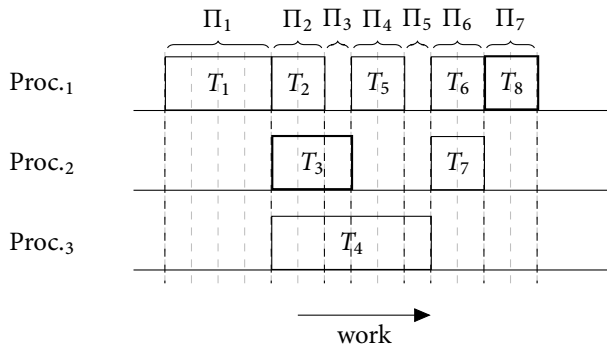 Π₁ Π₂ Π₃ Π₄ Π₅ Π₆ Π₇
Proc.₁ T₁ T₂ T₅ T₆ T₈
Proc.₂ T₃ T₇
Proc.₃ T₄
work